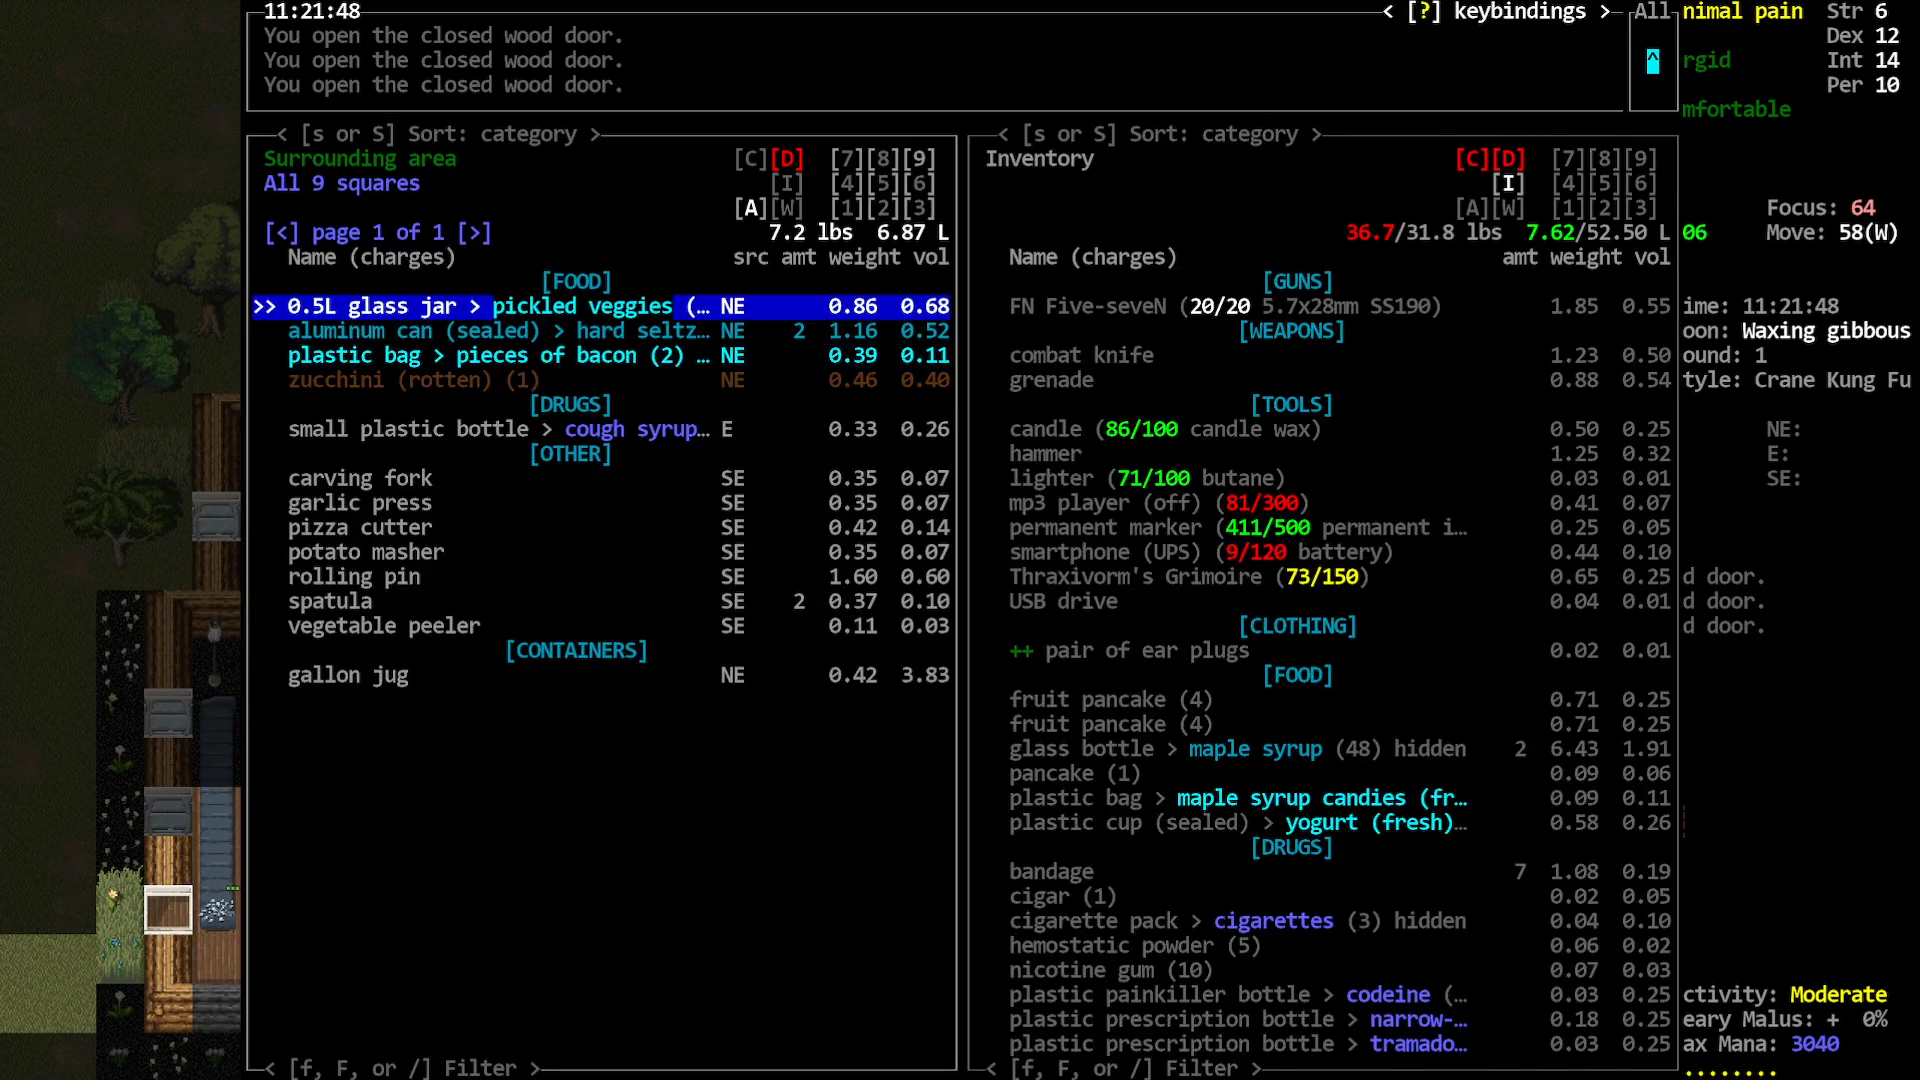 11:21:48 < [?] keybindings > All nimal pain Str 6
You open the closed wood door. Dex 12
You open the closed wood door. ^ rgid Int 14
You open the closed wood door. Per 10
mfortable
< [s or S] Sort: category > < [s or S] Sort: category >
Surrounding area [C][D] [7][8][9] Inventory [C][D] [7][8][9]
All 9 squares [I] [4][5][6] [I] [4][5][6]
[A][W] [1][2][3] [A][W] [1][2][3] Focus: 64
[<] page 1 of 1 [>] 7.2 lbs 6.87 L 36.7/31.8 lbs 7.62/52.50 L 06 Move: 58(W)
Name (charges) src amt weight vol Name (charges) amt weight vol
[FOOD] [GUNS]
>> 0.5L glass jar > pickled veggies (… NE 0.86 0.68 FN Five-seveN (20/20 5.7x28mm SS190) 1.85 0.55 ime: 11:21:48
aluminum can (sealed) > hard seltz… NE 2 1.16 0.52 [WEAPONS] oon: Waxing gibbous
plastic bag > pieces of bacon (2) … NE 0.39 0.11 combat knife 1.23 0.50 ound: 1
zucchini (rotten) (1) NE 0.46 0.40 grenade 0.88 0.54 tyle: Crane Kung Fu
[DRUGS] [TOOLS]
small plastic bottle > cough syrup… E 0.33 0.26 candle (86/100 candle wax) 0.50 0.25 NE:
[OTHER] hammer 1.25 0.32 E:
carving fork SE 0.35 0.07 lighter (71/100 butane) 0.03 0.01 SE:
garlic press SE 0.35 0.07 mp3 player (off) (81/300) 0.41 0.07
pizza cutter SE 0.42 0.14 permanent marker (411/500 permanent i… 0.25 0.05
potato masher SE 0.35 0.07 smartphone (UPS) (9/120 battery) 0.44 0.10
rolling pin SE 1.60 0.60 Thraxivorm's Grimoire (73/150) 0.65 0.25 d door.
spatula SE 2 0.37 0.10 USB drive 0.04 0.01 d door.
vegetable peeler SE 0.11 0.03 [CLOTHING] d door.
[CONTAINERS] ++ pair of ear plugs 0.02 0.01
gallon jug NE 0.42 3.83 [FOOD]
fruit pancake (4) 0.71 0.25
fruit pancake (4) 0.71 0.25
glass bottle > maple syrup (48) hidden 2 6.43 1.91
pancake (1) 0.09 0.06
plastic bag > maple syrup candies (fr… 0.09 0.11
plastic cup (sealed) > yogurt (fresh)… 0.58 0.26
[DRUGS]
bandage 7 1.08 0.19
cigar (1) 0.02 0.05
cigarette pack > cigarettes (3) hidden 0.04 0.10
hemostatic powder (5) 0.06 0.02
nicotine gum (10) 0.07 0.03
plastic painkiller bottle > codeine (… 0.03 0.25 ctivity: Moderate
plastic prescription bottle > narrow-… 0.18 0.25 eary Malus: + 0%
plastic prescription bottle > tramado… 0.03 0.25 ax Mana: 3040
< [f, F, or /] Filter > < [f, F, or /] Filter > ........